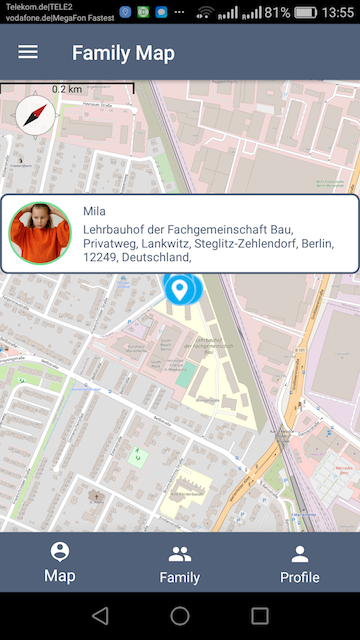 Telekom.de|TELE2
vodafone.de|MegaFon Fastest
81% 13:55
Family Map
0.2 km
Mila
Lehrbauhof der Fachgemeinschaft Bau,
Privatweg, Lankwitz, Steglitz-Zehlendorf, Berlin,
12249, Deutschland,
Lehrbauhof
der Fachgemeinschaft
Bau
B 101
Map
Family
Profile